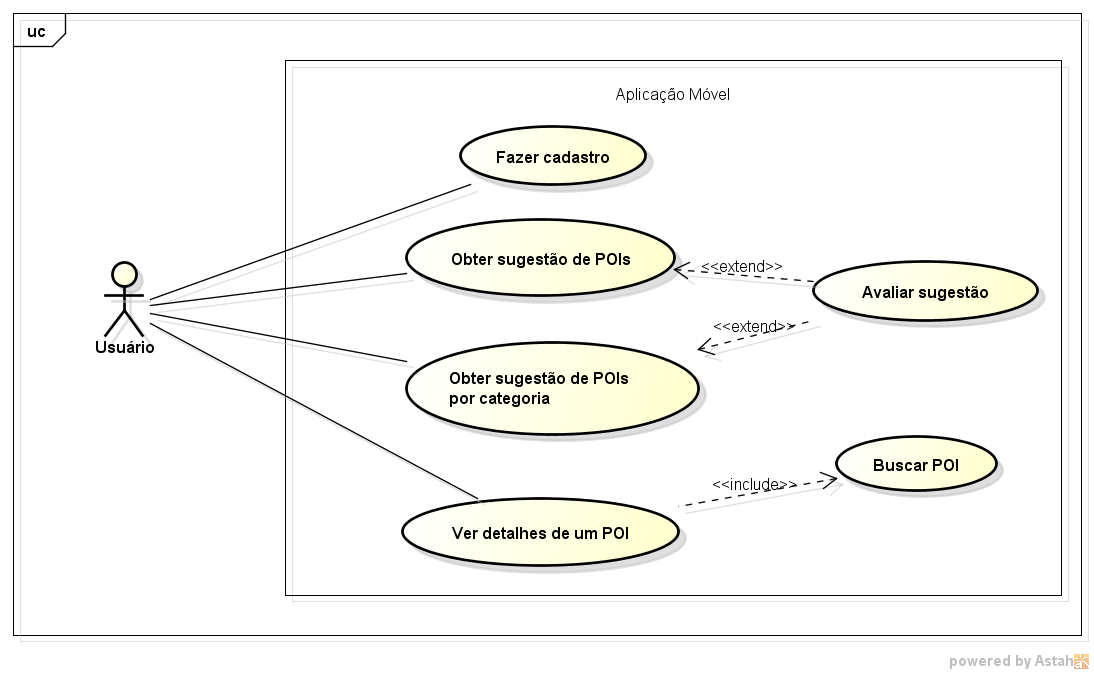 uc
Aplicação Móvel
Fazer cadastro
Obter sugestão de POIs
<<extend>>
Avaliar sugestão
<<extend>>
Usuário
Obter sugestão de POIs
por categoria
Buscar POI
<<include>>
Ver detalhes de um POI
powered by Astah